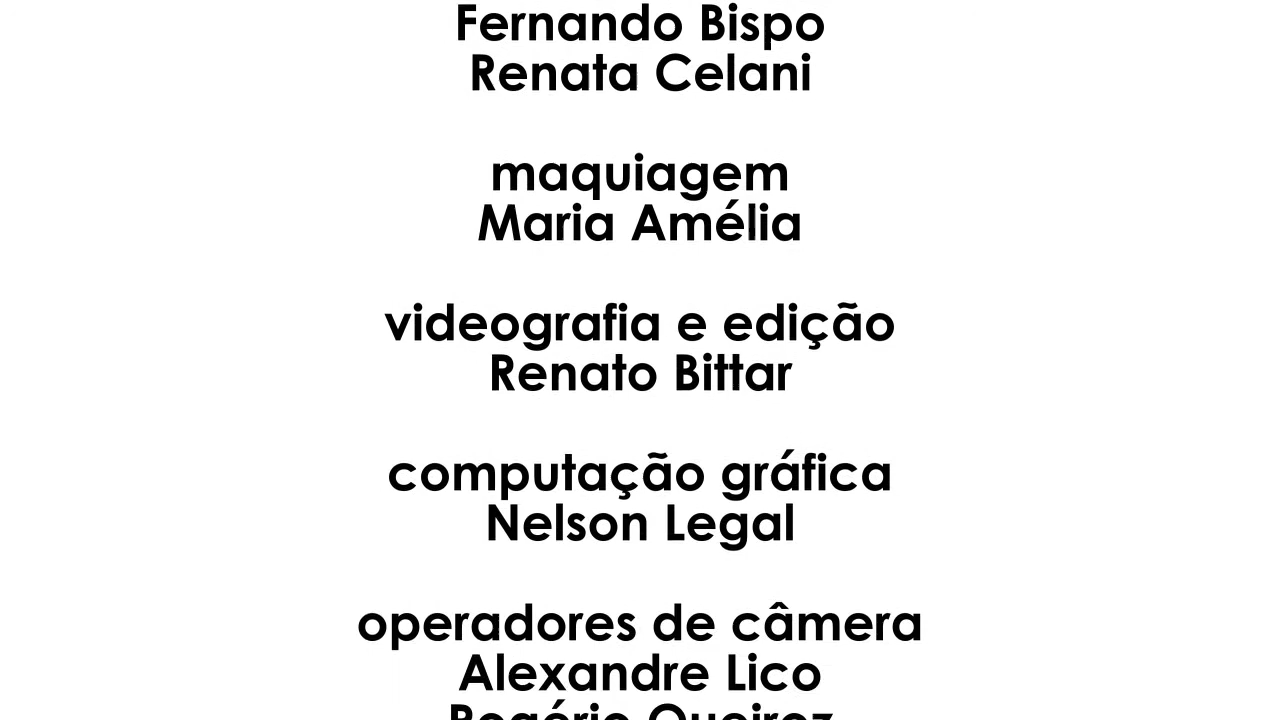 Fernando Bispo
Renata Celani
maquiagem
Maria Amélia
videografia e edição
Renato Bittar
computação gráfica
Nelson Legal
operadores de câmera
Alexandre Lico
Rogério Queiroz